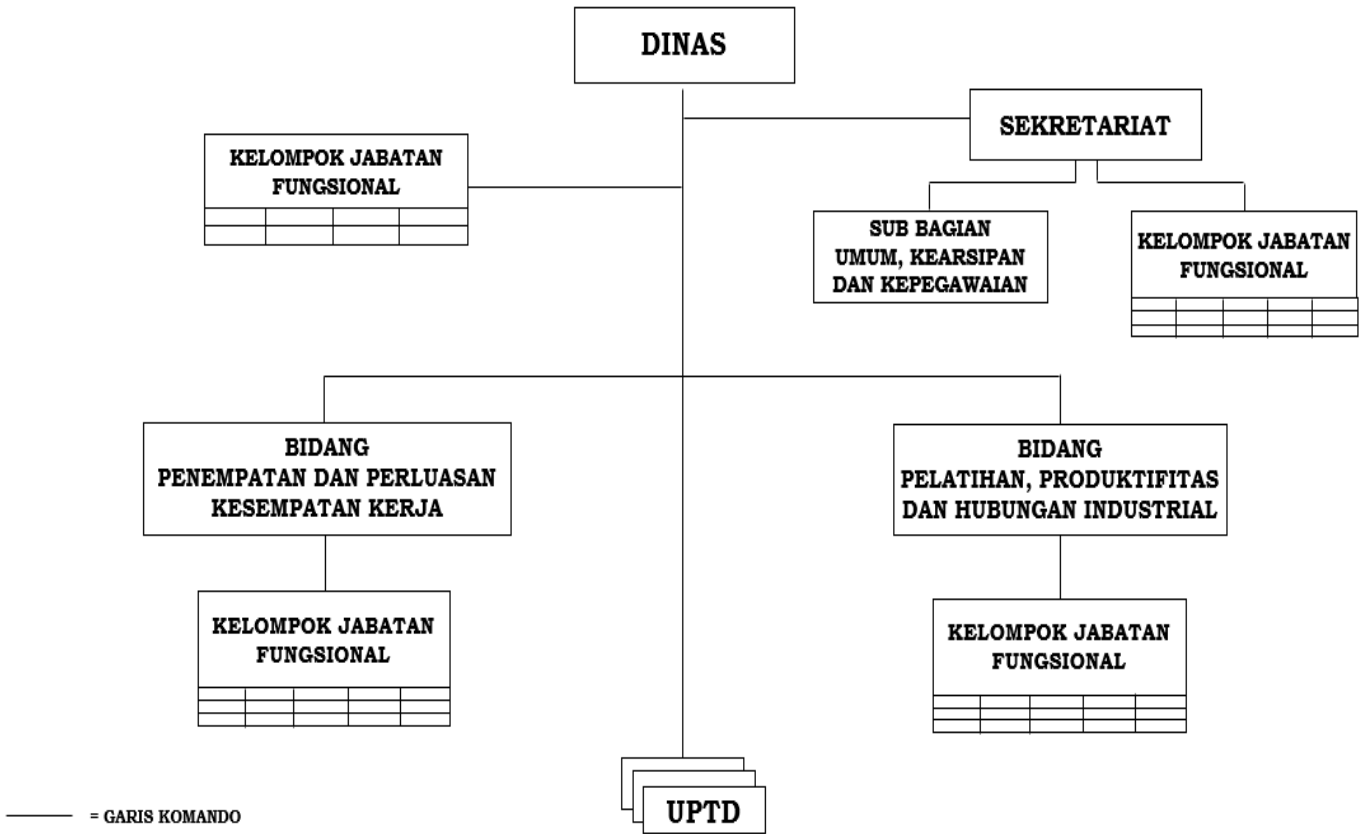 DINAS
SEKRETARIAT
KELOMPOK JABATAN
FUNGSIONAL
SUB BAGIAN
UMUM, KEARSIPAN
DAN KEPEGAWAIAN
KELOMPOK JABATAN
FUNGSIONAL
BIDANG
PENEMPATAN DAN PERLUASAN
KESEMPATAN KERJA
BIDANG
PELATIHAN, PRODUKTIFITAS
DAN HUBUNGAN INDUSTRIAL
KELOMPOK JABATAN
FUNGSIONAL
KELOMPOK JABATAN
FUNGSIONAL
UPTD
= GARIS KOMANDO